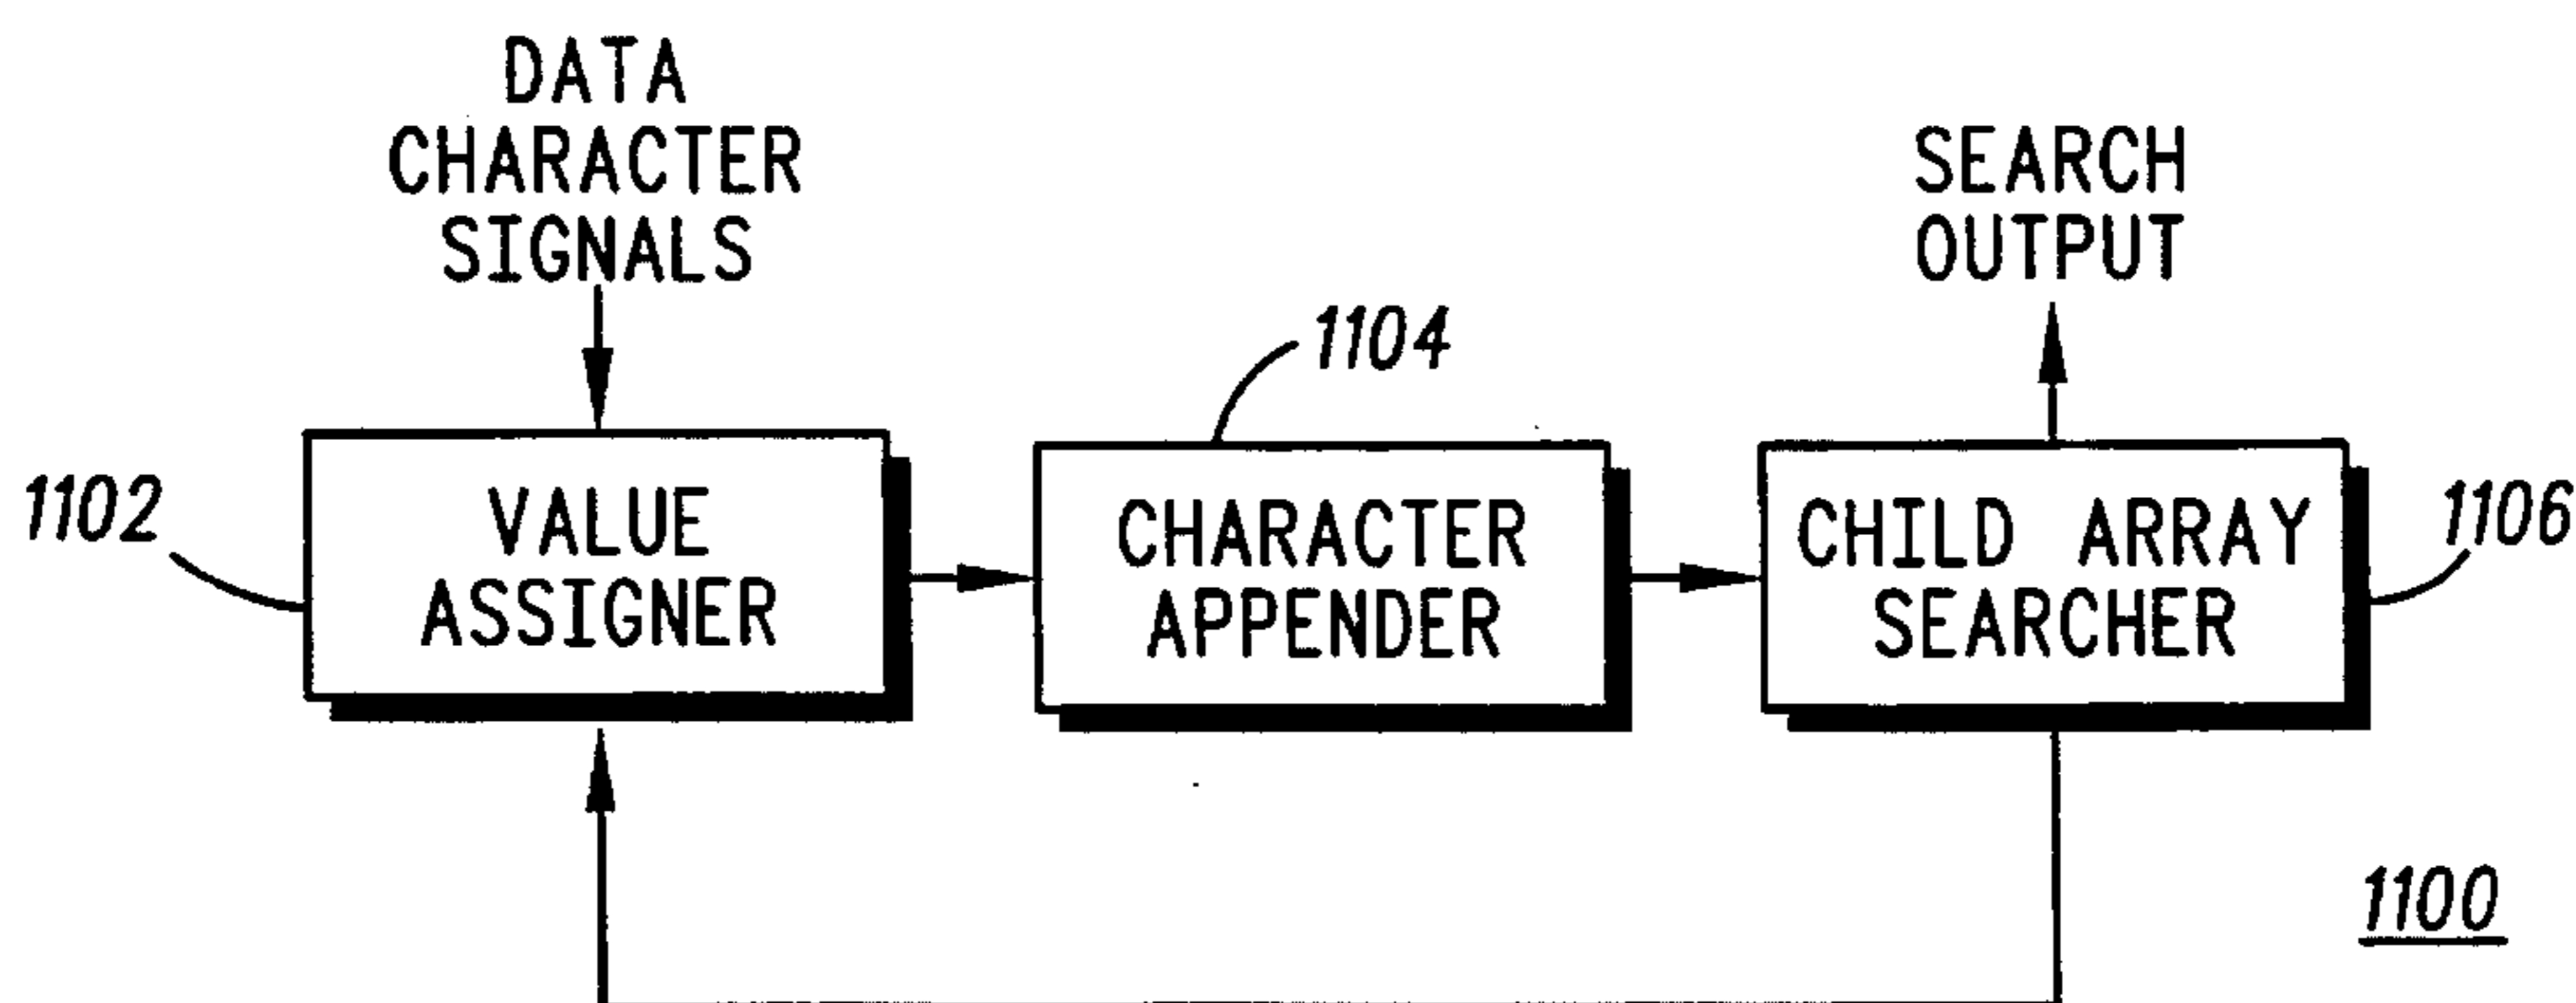 DATA
CHARACTER
SIGNALS
SEARCH
OUTPUT
1104
1102
VALUE
ASSIGNER
CHARACTER
APPENDER
CHILD ARRAY
SEARCHER
1106
1100